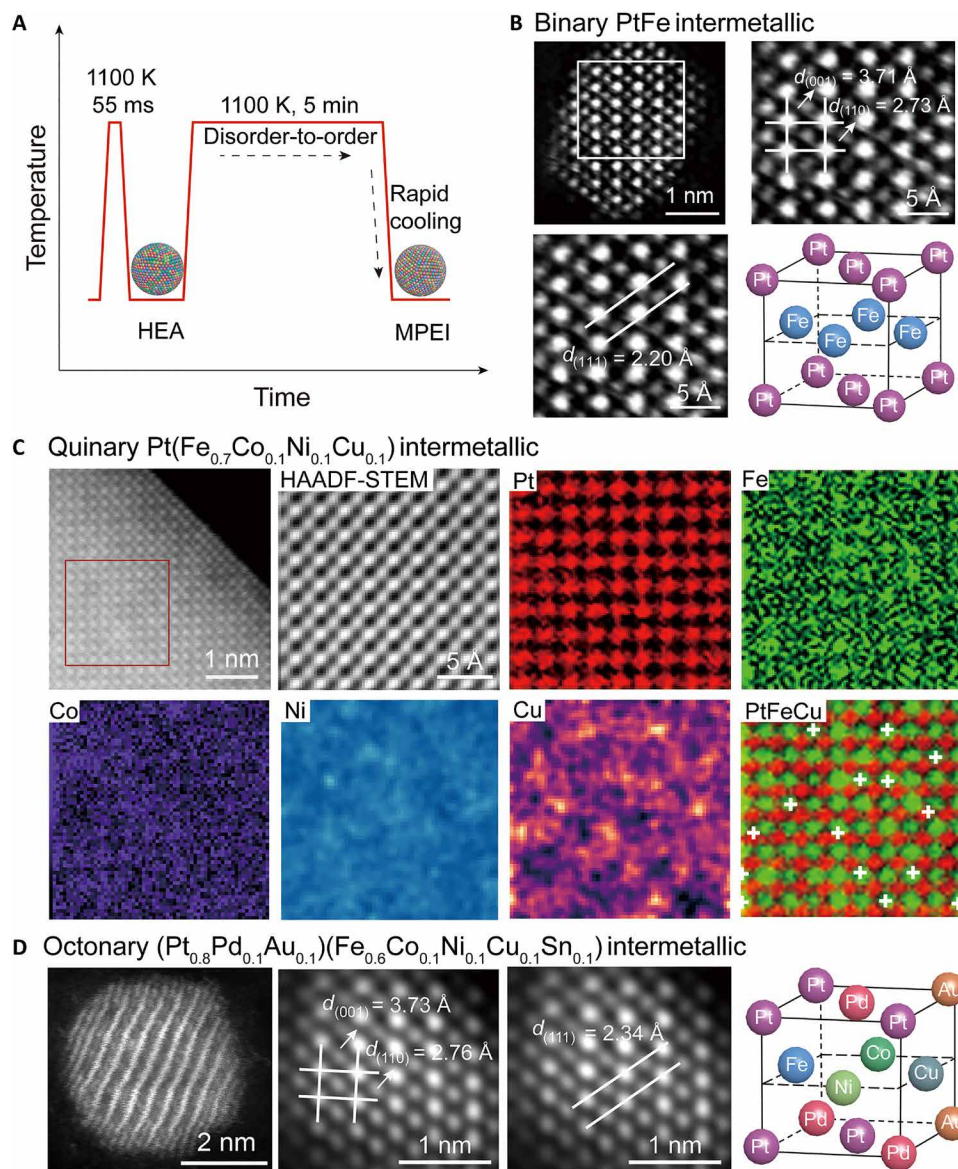 A
Temperature
1100 K
55 ms
1100 K, 5 min
Disorder-to-order
Rapid
cooling
HEA
MPEI
Time
B Binary PtFe intermetallic
1 nm
d(001) = 3.71 Å
d(110) = 2.73 Å
5 Å
d(111) = 2.20 Å
5 Å
Pt
Pt
Pt
Pt
Pt
Fe
Fe
Fe
Fe
Pt
Pt
Pt
Pt
Pt
C Quinary Pt(Fe0.7Co0.1Ni0.1Cu0.1) intermetallic
1 nm
HAADF-STEM
5 Å
Pt
Fe
Co
Ni
Cu
PtFeCu
D Octonary (Pt0.8Pd0.1Au0.1)(Fe0.6Co0.1Ni0.1Cu0.1Sn0.1) intermetallic
2 nm
d(001) = 3.73 Å
d(110) = 2.76 Å
1 nm
d(111) = 2.34 Å
1 nm
Pt
Au
Pd
Pt
Pt
Co
Fe
Cu
Ni
Pd
Au
Pt
Pt
Pd